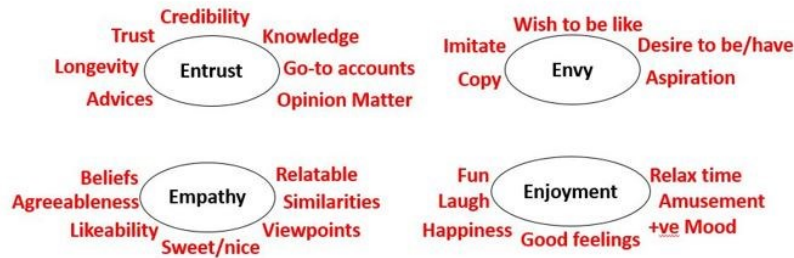 Credibility
Trust
Knowledge
Longevity
Entrust
Go-to accounts
Advices
Opinion Matter
Wish to be like
Imitate
Desire to be/have
Envy
Copy
Aspiration
Beliefs
Relatable
Agreeableness
Empathy
Similarities
Likeability
Viewpoints
Sweet/nice
Fun
Relax time
Laugh
Enjoyment
Amusement
Happiness
+ve Mood
Good feelings